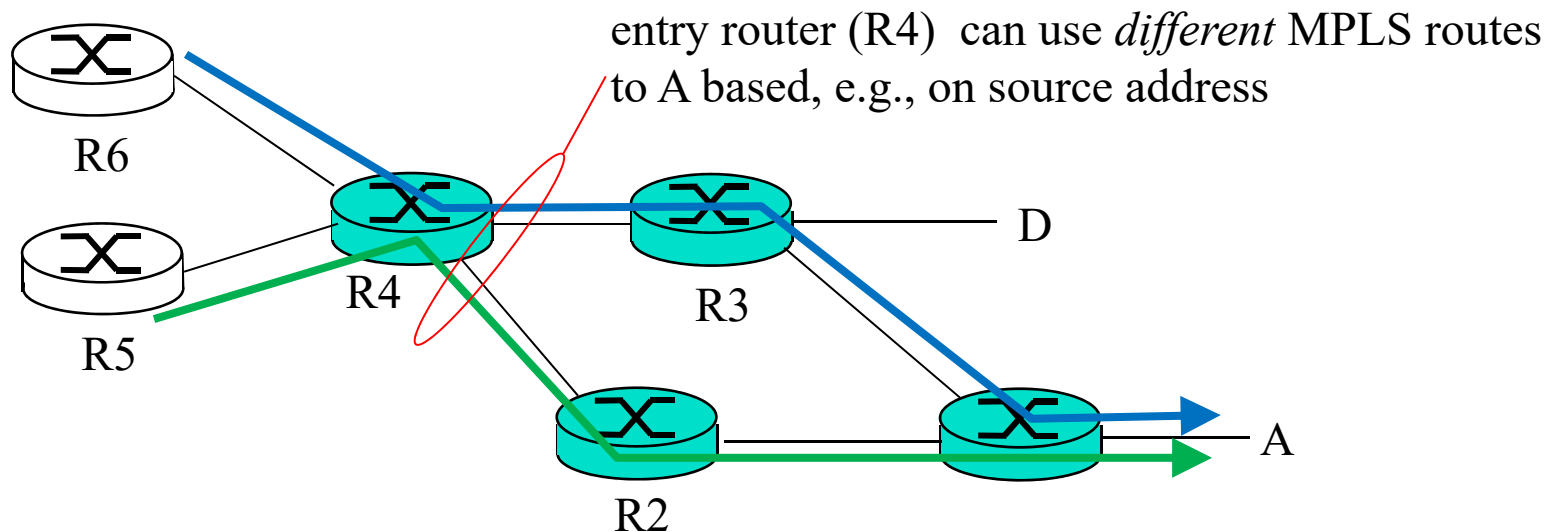 entry router (R4) can use different MPLS routes
to A based, e.g., on source address
R6
D
R4
R3
R5
A
R2